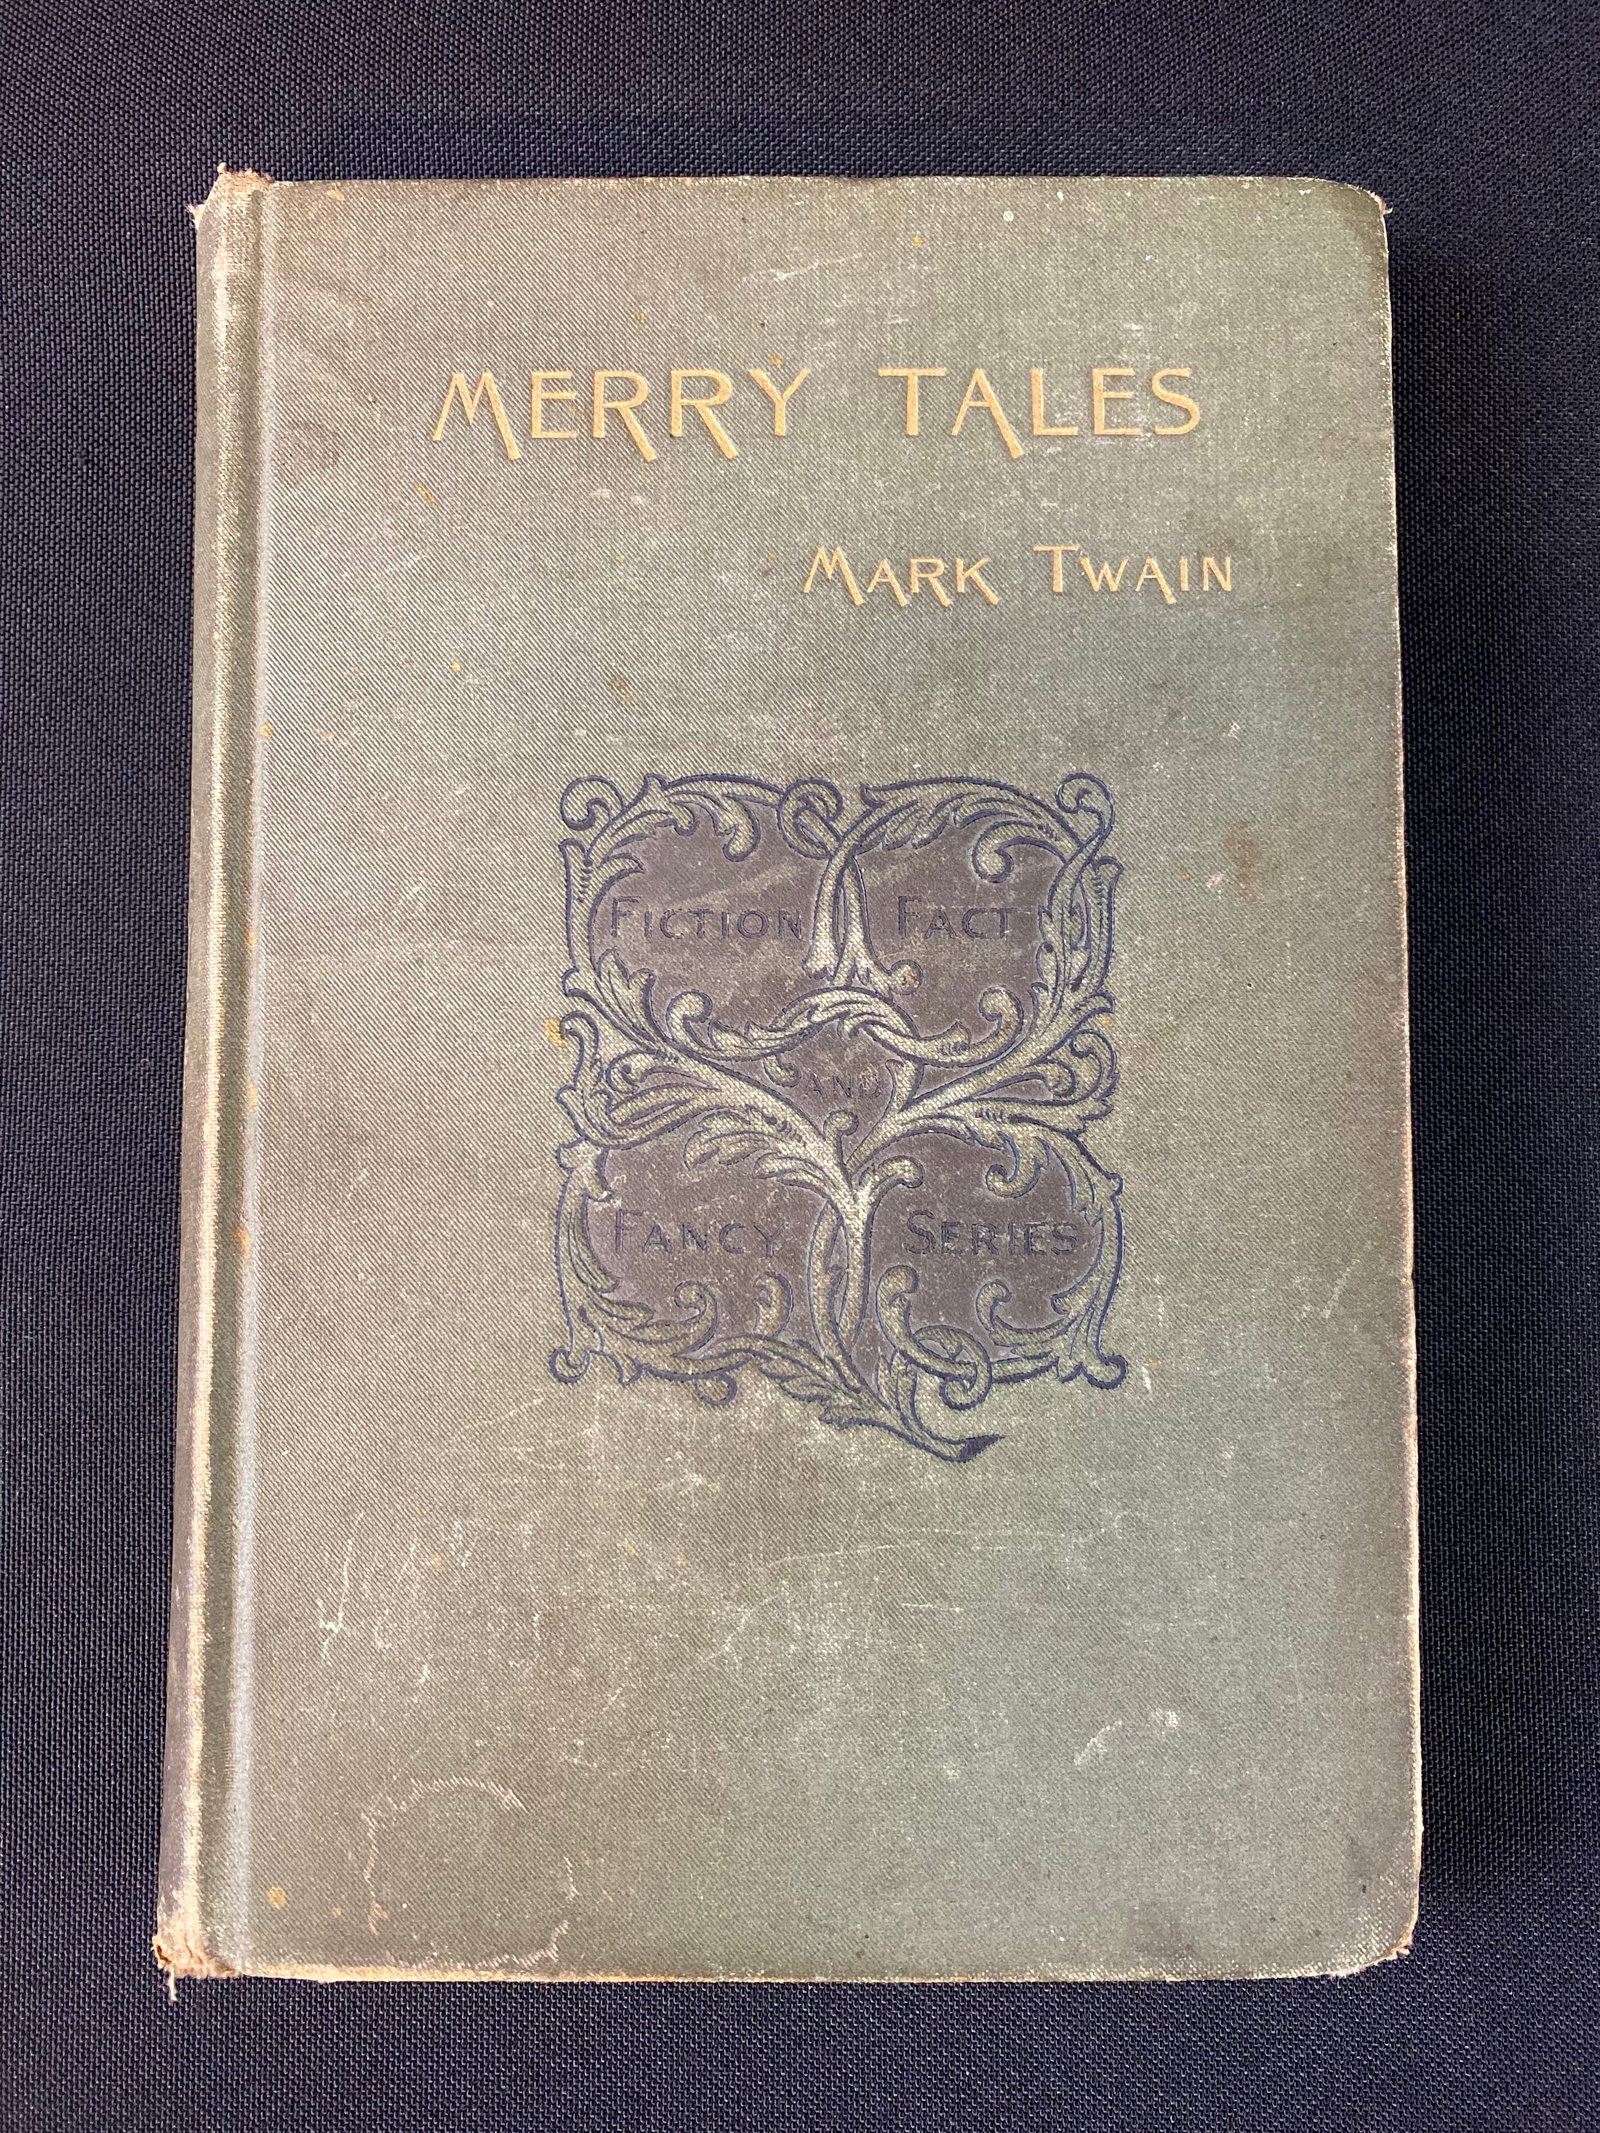 MERRY TALES
MARK TWAIN
FICTION FACT
AND
FANCY SERIES